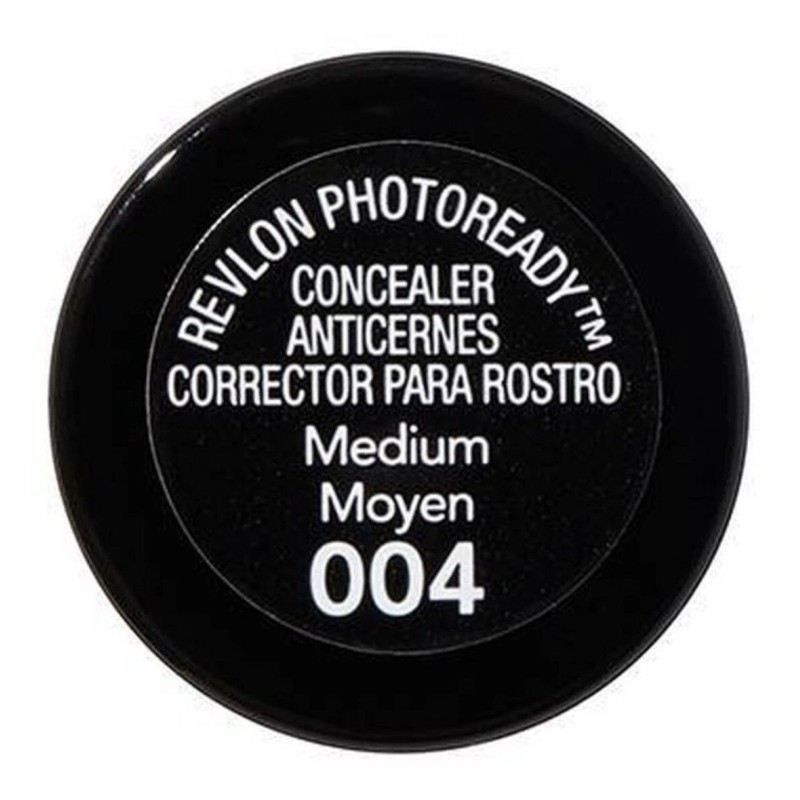 REVLON PHOTOREADY™
CONCEALER
ANTICERNES
CORRECTOR PARA ROSTRO
Medium
Moyen
004